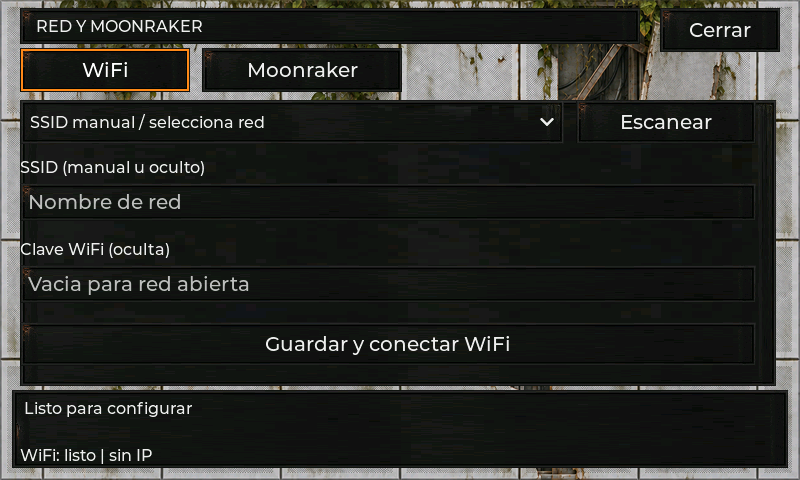 RED Y MOONRAKER
Cerrar
WiFi
Moonraker
SSID manual / selecciona red
Escanear
SSID (manual u oculto)
Nombre de red
Clave WiFi (oculta)
Vacia para red abierta
Guardar y conectar WiFi
Listo para configurar
WiFi: listo | sin IP